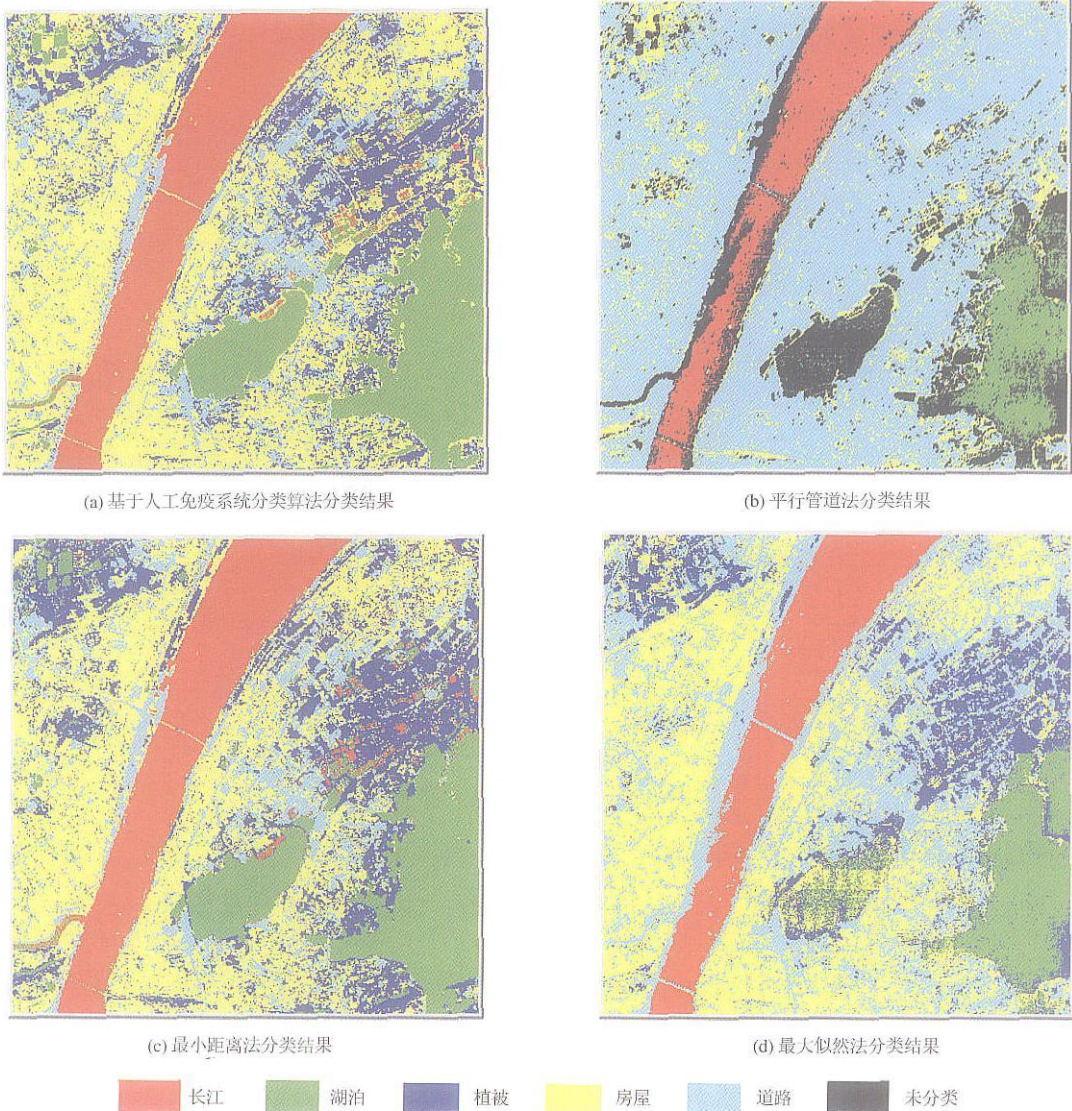 (a) 基于人工免疫系统分类算法分类结果
(b) 平行管道法分类结果
(c) 最小距离法分类结果
(d) 最大似然法分类结果
长江 湖泊 植被 房屋 道路 未分类